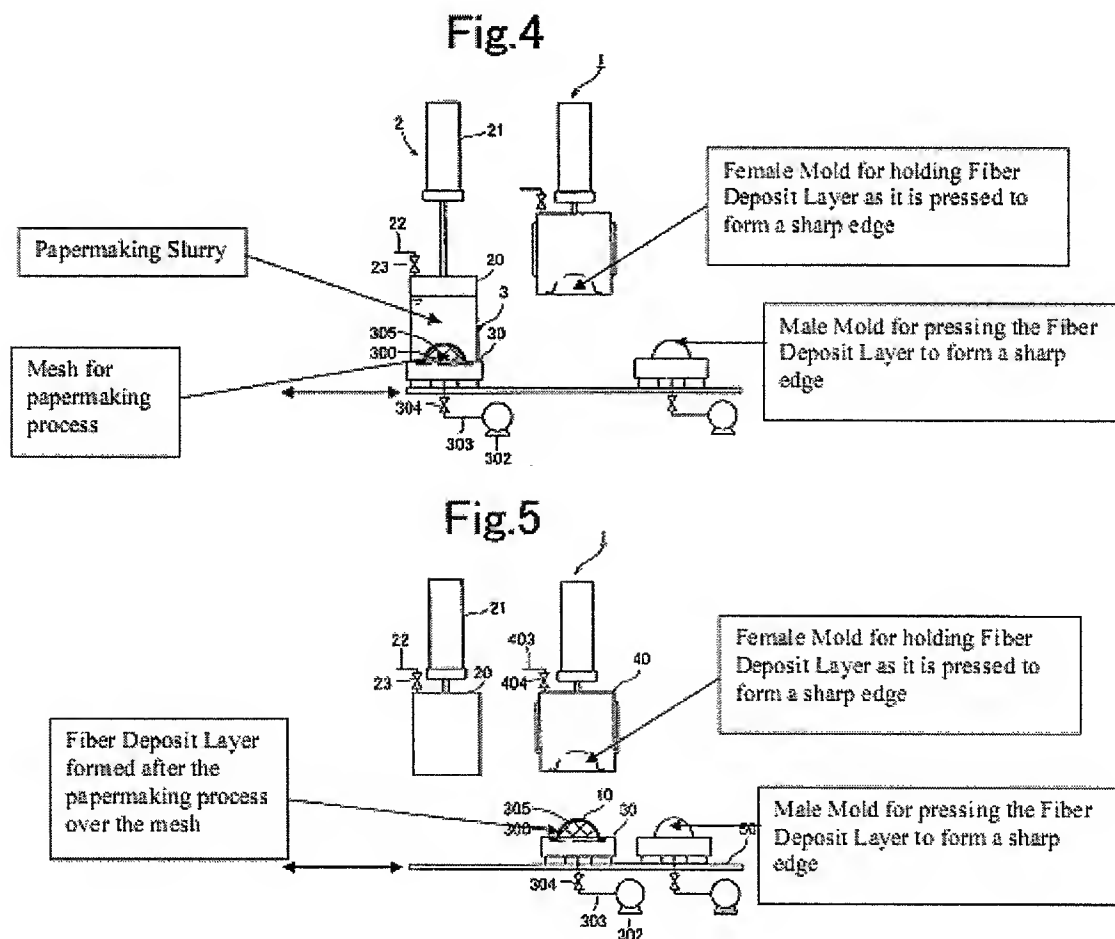 Fig.4
1
2
21
Female Mold for holding Fiber
Deposit Layer as it is pressed to
form a sharp edge
Papermaking Slurry
22
23
20
3
305
30
300
Male Mold for pressing the Fiber
Deposit Layer to form a sharp
edge
Mesh for
papermaking
process
304
303
302
Fig.5
1
21
22
403
40
23
20
404
Female Mold for holding Fiber
Deposit Layer as it is pressed to
form a sharp edge
Fiber Deposit Layer
formed after the
papermaking process
over the mesh
305
10
30
300
50
Male Mold for pressing the Fiber
Deposit Layer to form a sharp
edge
304
303
302